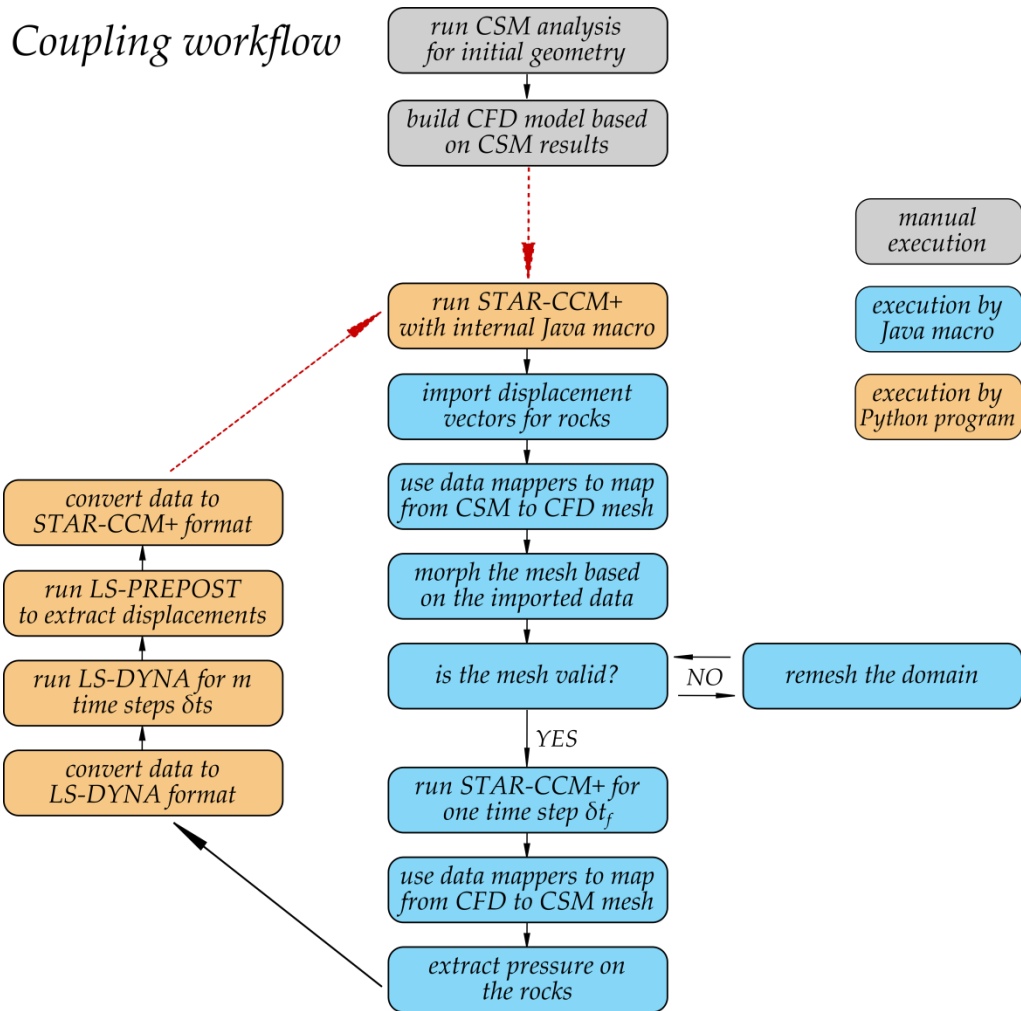 Coupling workflow
run CSM analysis
for initial geometry
build CFD model based
on CSM results
manual
execution
execution by
Java macro
execution by
Python program
run STAR-CCM+
with internal Java macro
import displacement
vectors for rocks
use data mappers to map
from CSM to CFD mesh
morph the mesh based
on the imported data
is the mesh valid?
NO
remesh the domain
YES
run STAR-CCM+ for
one time step δt_f
use data mappers to map
from CFD to CSM mesh
extract pressure on
the rocks
convert data to
STAR-CCM+ format
run LS-PREPOST
to extract displacements
run LS-DYNA for m
time steps δts
convert data to
LS-DYNA format